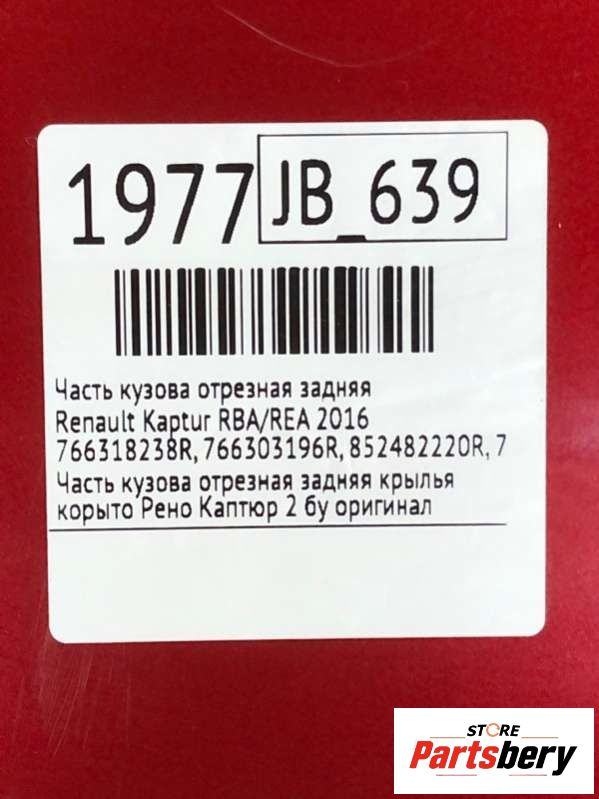 1977 JB_639
Часть кузова отрезная задняя
Renault Kaptur RBA/REA 2016
766318238R, 766303196R, 852482220R, 7
Часть кузова отрезная задняя крылья
корыто Рено Каптюр 2 бу оригинал
STORE
Partsbery